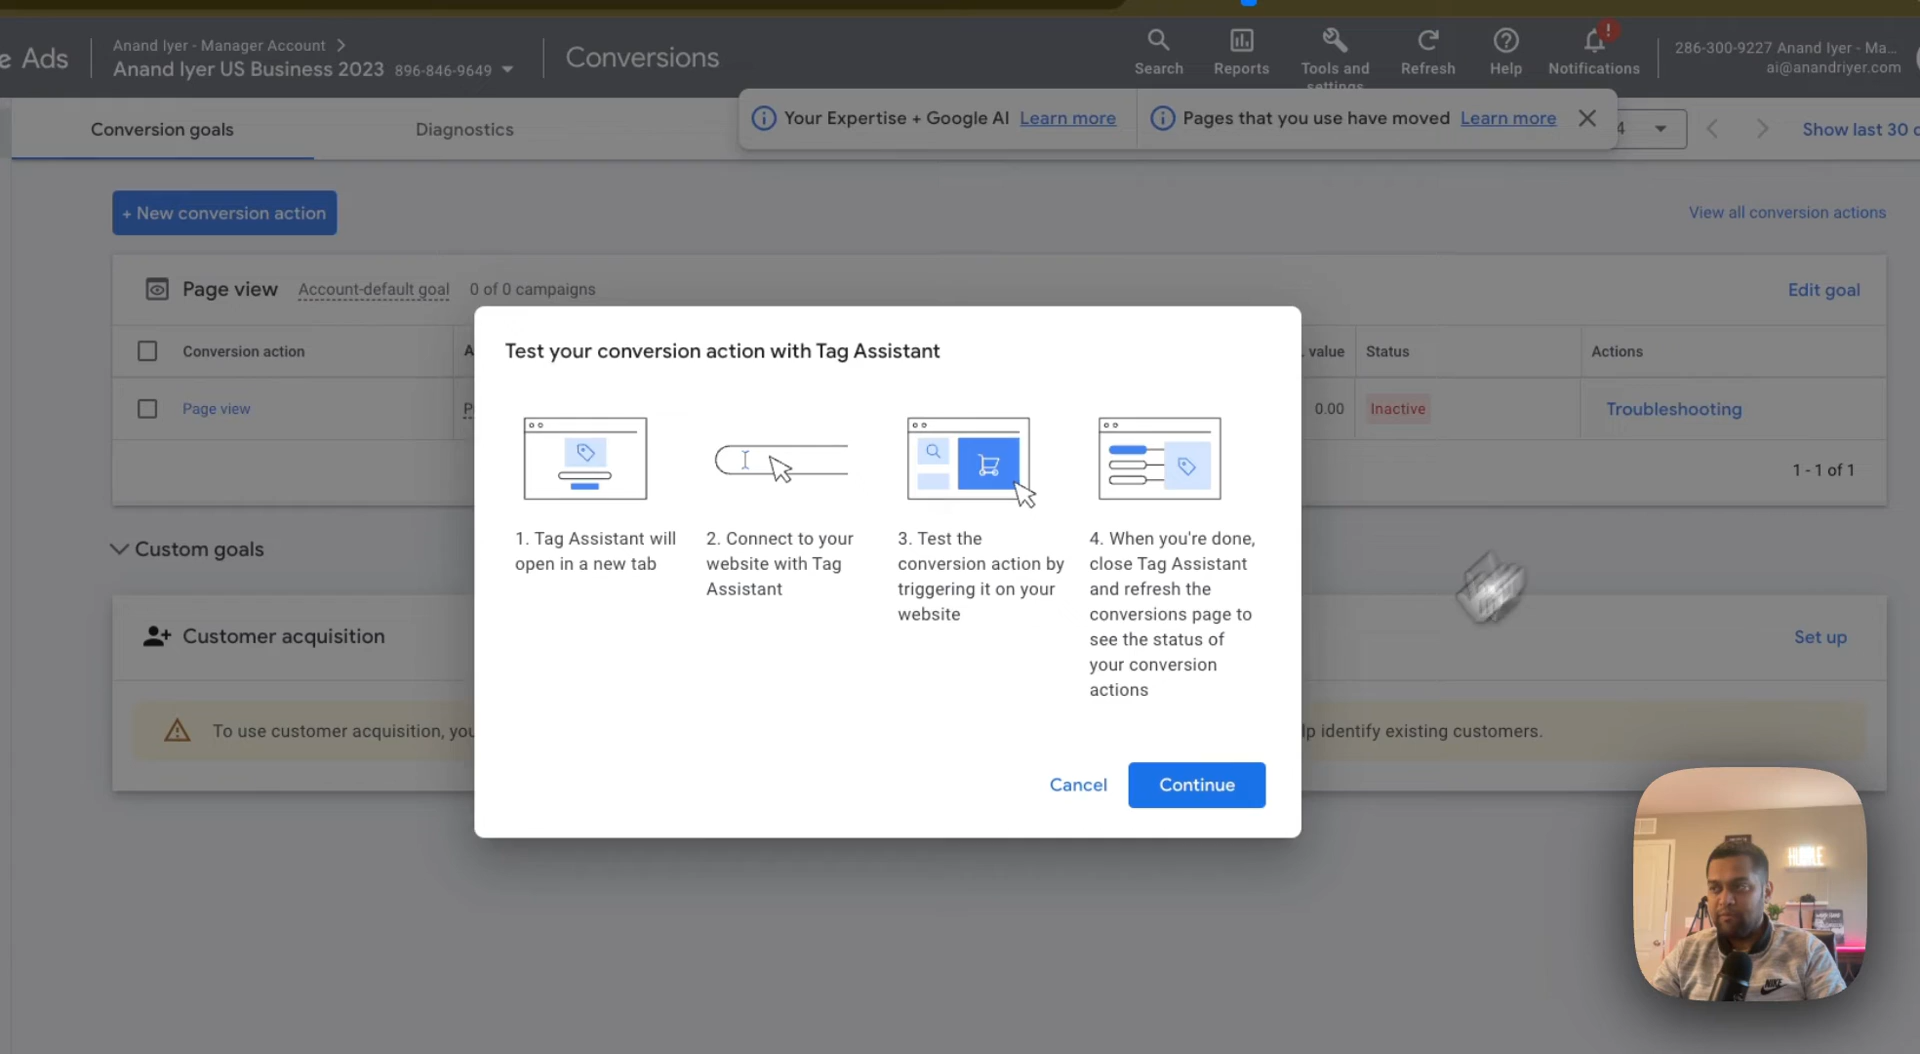 e Ads
Anand Iyer - Manager Account
Anand Iyer US Business 2023 896-846-9649
Conversions
Search
Reports
Tools and
settings
Refresh
Help
!
Notifications
286-300-9227 Anand Iyer - Ma...
ai@anandriyer.com
Conversion goals
Diagnostics
Your Expertise + Google AI Learn more
Pages that you use have moved Learn more
4
Show last 30 d
+ New conversion action
View all conversion actions
Page view Account-default goal 0 of 0 campaigns
Edit goal
Conversion action
A
. value
Status
Actions
Page view
P
0.00
Inactive
Troubleshooting
1 - 1 of 1
Custom goals
Customer acquisition
Set up
To use customer acquisition, you
lp identify existing customers.
Test your conversion action with Tag Assistant
1. Tag Assistant will
open in a new tab
2. Connect to your
website with Tag
Assistant
3. Test the
conversion action by
triggering it on your
website
4. When you're done,
close Tag Assistant
and refresh the
conversions page to
see the status of
your conversion
actions
Cancel
Continue
NIKE